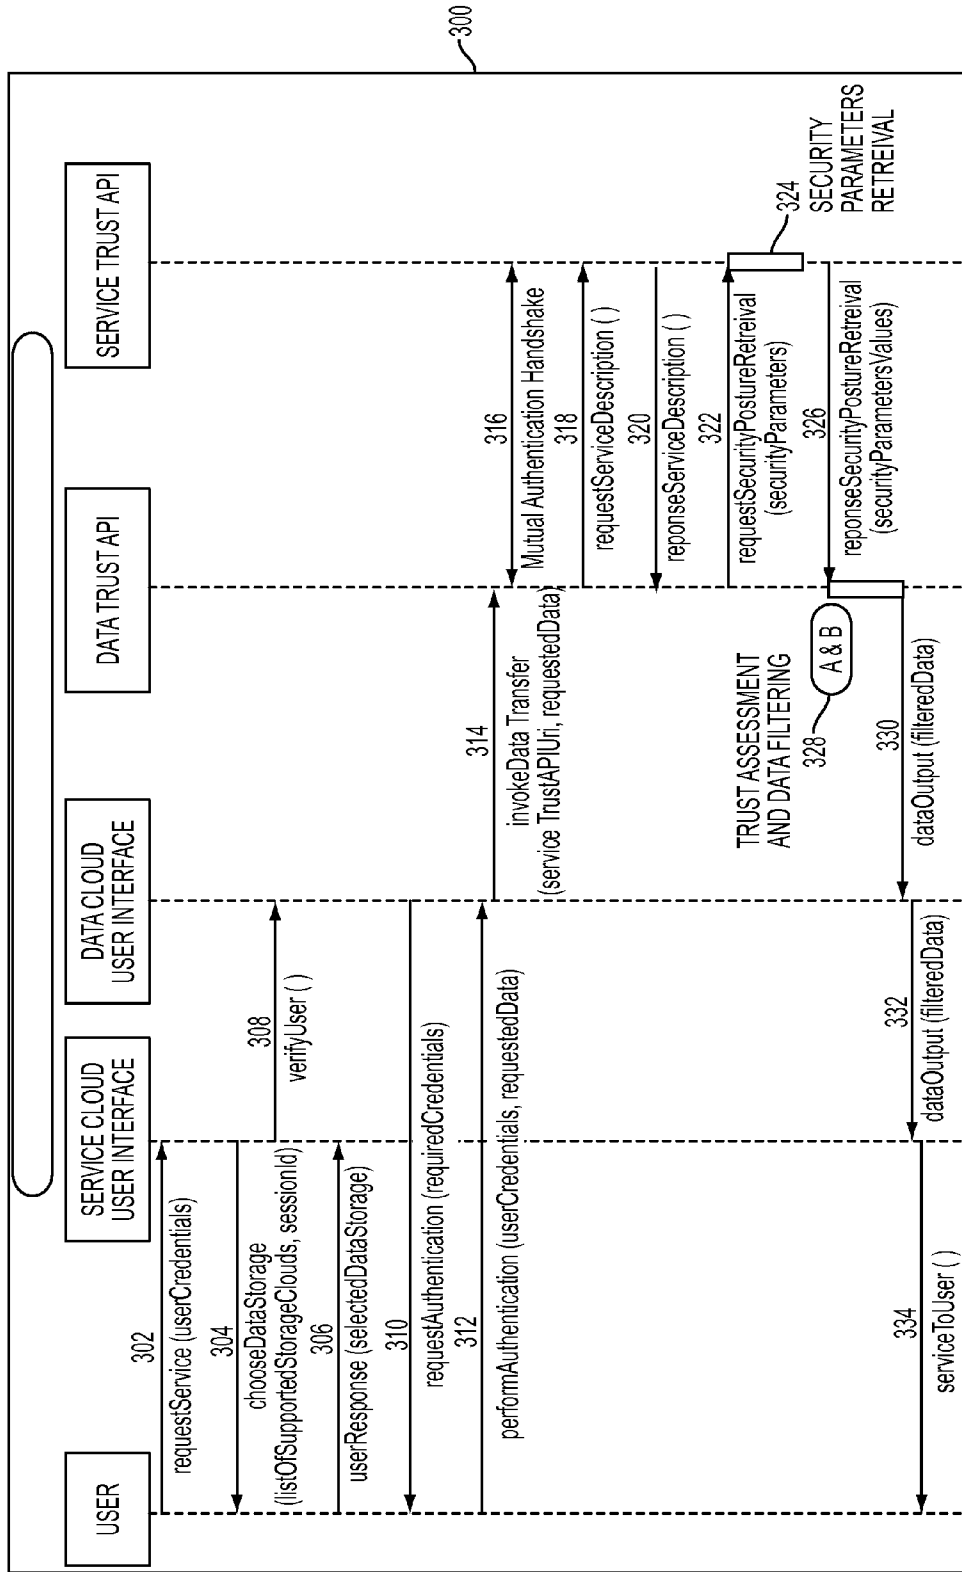 300
USER
SERVICE CLOUD
USER INTERFACE
DATA CLOUD
USER INTERFACE
DATA TRUST API
SERVICE TRUST API
302
requestService (userCredentials)
304
chooseDataStorage
(listOfSupportedStorageClouds, sessionId)
306
userResponse (selectedDataStorage)
308
verifyUser ( )
310
requestAuthentication (requiredCredentials)
312
performAuthentication (userCredentials, requestedData)
314
invokeData Transfer
(service TrustAPIUri, requestedData)
316
Mutual Authentication Handshake
318
requestServiceDescription ( )
320
reponseServiceDescription ( )
322
requestSecurityPostureRetreival
(securityParameters)
324
SECURITY
PARAMETERS
RETREIVAL
326
reponseSecurityPostureRetreival
(securityParametersValues)
TRUST ASSESSMENT
AND DATA FILTERING
328
A & B
330
dataOutput (filteredData)
332
dataOutput (filteredData)
334
serviceToUser ( )